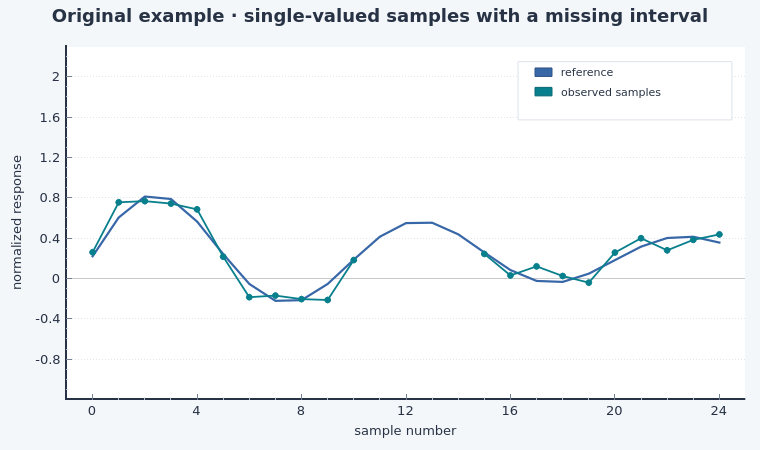 Original example · single-valued samples with a missing interval
reference
observed samples
2
1.6
1.2
0.8
0.4
0
-0.4
-0.8
normalized response
0 4 8 12 16 20 24
sample number